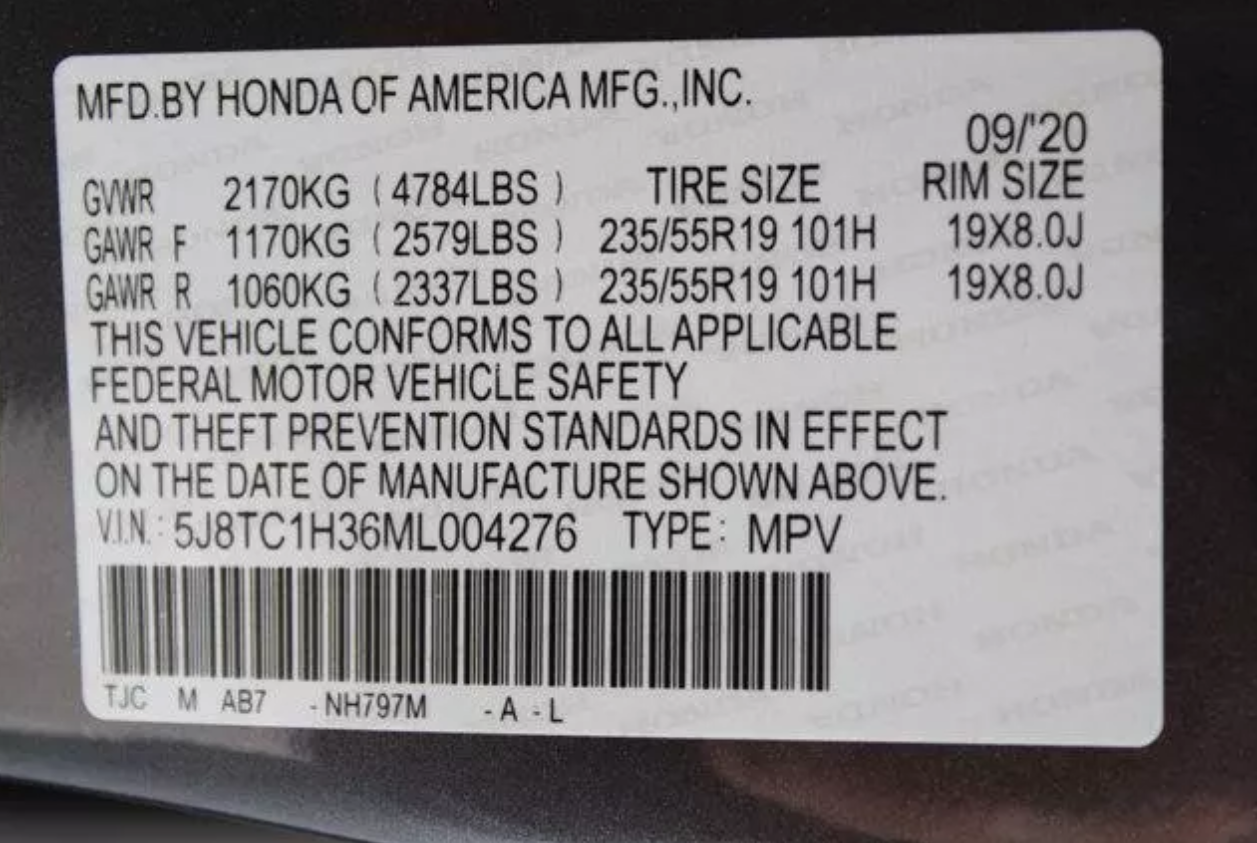 MFD.BY HONDA OF AMERICA MFG.,INC.
09/'20
GVWR 2170KG ( 4784LBS ) TIRE SIZE RIM SIZE
GAWR F 1170KG ( 2579LBS ) 235/55R19 101H 19X8.0J
GAWR R 1060KG ( 2337LBS ) 235/55R19 101H 19X8.0J
THIS VEHICLE CONFORMS TO ALL APPLICABLE
FEDERAL MOTOR VEHICLE SAFETY
AND THEFT PREVENTION STANDARDS IN EFFECT
ON THE DATE OF MANUFACTURE SHOWN ABOVE.
V.I.N.: 5J8TC1H36ML004276 TYPE: MPV
TJC M AB7 -NH797M -A -L